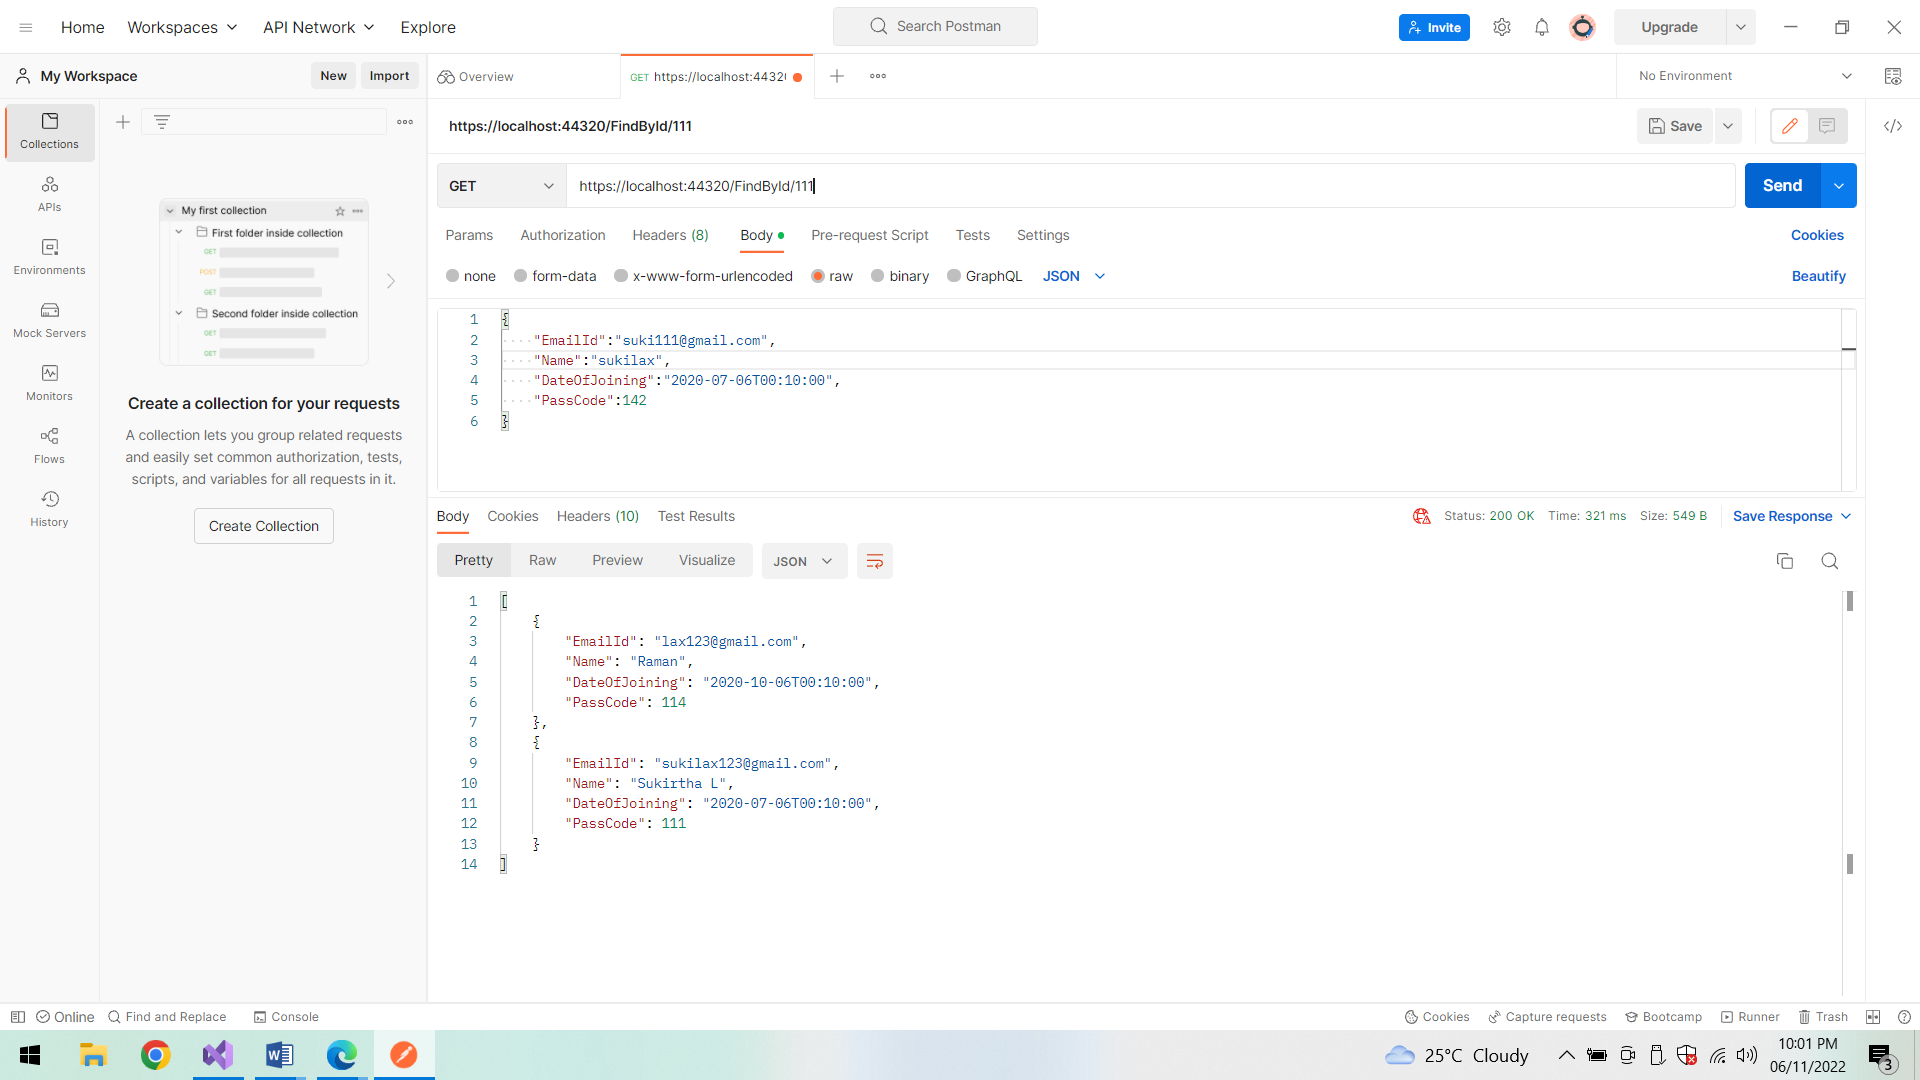 Home Workspaces API Network Explore Search Postman Invite Upgrade
My Workspace New Import Overview GET https://localhost:4432 No Environment
https://localhost:44320/FindById/111 Save
GET https://localhost:44320/FindById/111 Send
Params Authorization Headers (8) Body Pre-request Script Tests Settings Cookies
none form-data x-www-form-urlencoded raw binary GraphQL JSON Beautify
Collections
APIs
Environments
Mock Servers
Monitors
Flows
History
My first collection
First folder inside collection
GET
POST
GET
Second folder inside collection
GET
GET
Create a collection for your requests
A collection lets you group related requests
and easily set common authorization, tests,
scripts, and variables for all requests in it.
Create Collection
1 {
2 "EmailId":"suki111@gmail.com",
3 "Name":"sukilax",
4 "DateOfJoining":"2020-07-06T00:10:00",
5 "PassCode":142
6 }
Body Cookies Headers (10) Test Results Status: 200 OK Time: 321 ms Size: 549 B Save Response
Pretty Raw Preview Visualize JSON
1 [
2 {
3 "EmailId": "lax123@gmail.com",
4 "Name": "Raman",
5 "DateOfJoining": "2020-10-06T00:10:00",
6 "PassCode": 114
7 },
8 {
9 "EmailId": "sukilax123@gmail.com",
10 "Name": "Sukirtha L",
11 "DateOfJoining": "2020-07-06T00:10:00",
12 "PassCode": 111
13 }
14 ]
Online Find and Replace Console Cookies Capture requests Bootcamp Runner Trash
25°C Cloudy 10:01 PM
06/11/2022 3